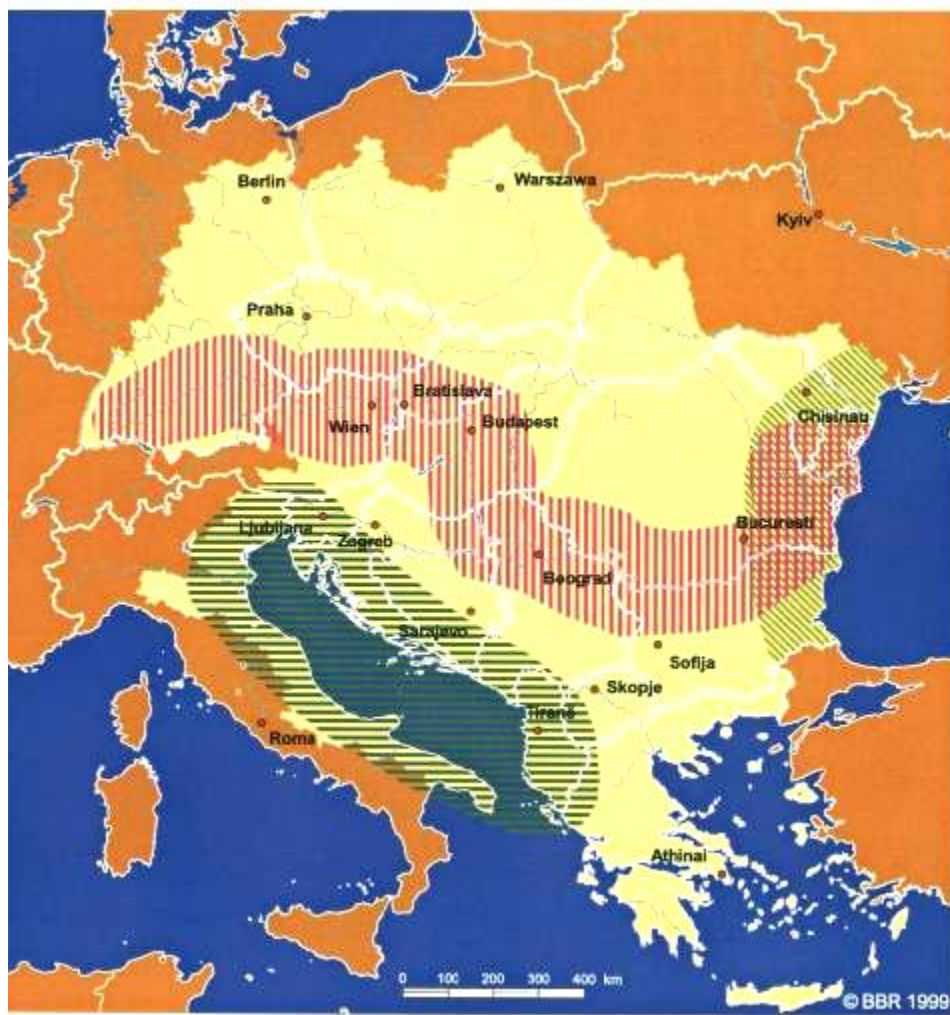 Berlin
Warszawa
Kyiv
Praha
Bratislava
Chisinau
Wien
Budapest
Ljubljana
Zagreb
Bucuresti
Beograd
Sarajevo
Sofija
Skopje
Tiranë
Roma
Athinai
0 100 200 300 400 km
© BBR 1999